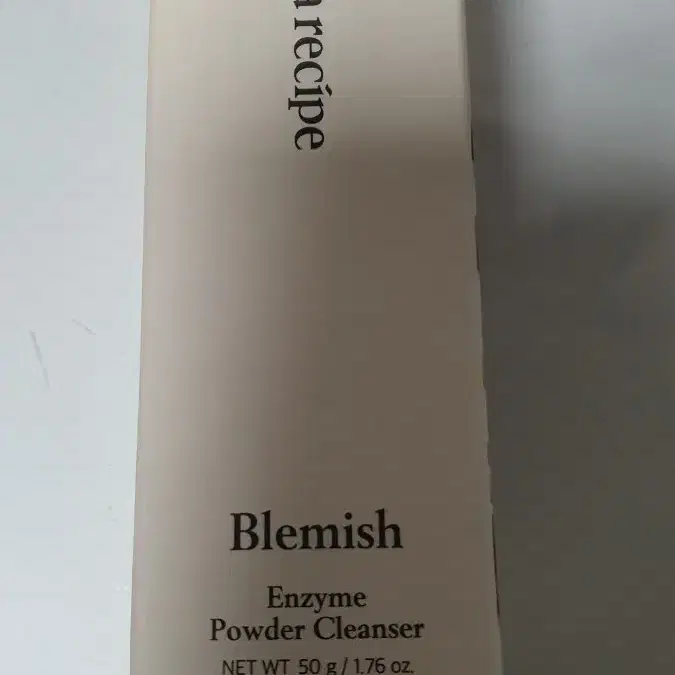 a recipe
Blemish
Enzyme
Powder Cleanser
NET WT 50 g / 1.76 oz.